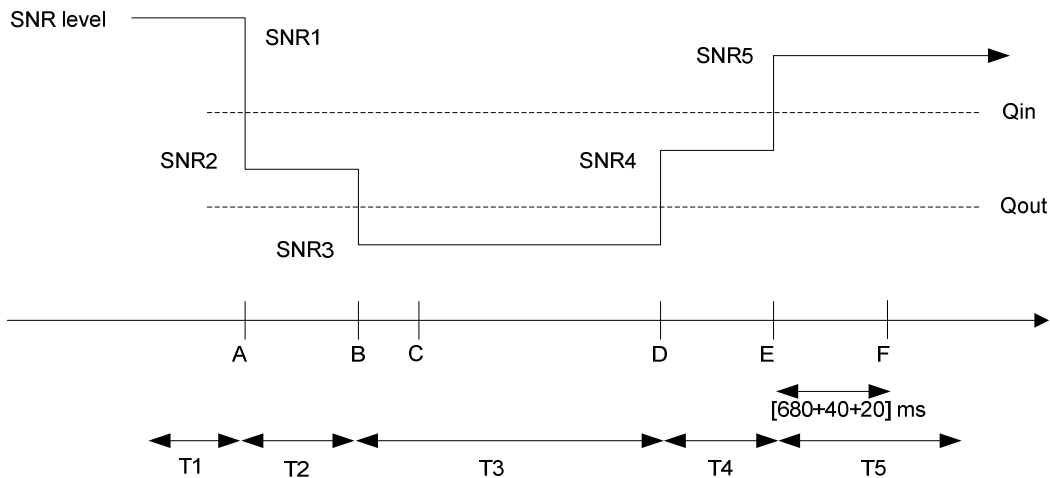 SNR level
SNR1
SNR5
Qin
SNR2
SNR4
Qout
SNR3
A B C D E F
[680+40+20] ms
T1 T2 T3 T4 T5